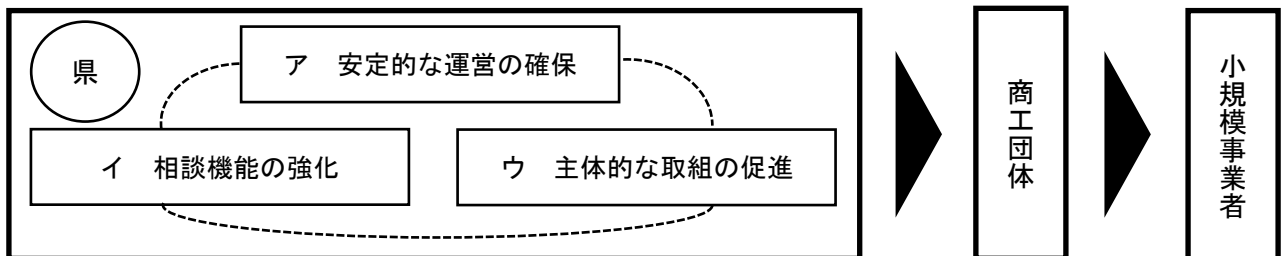 県
ア　安定的な運営の確保
イ　相談機能の強化
ウ　主体的な取組の促進
商工団体
小規模事業者